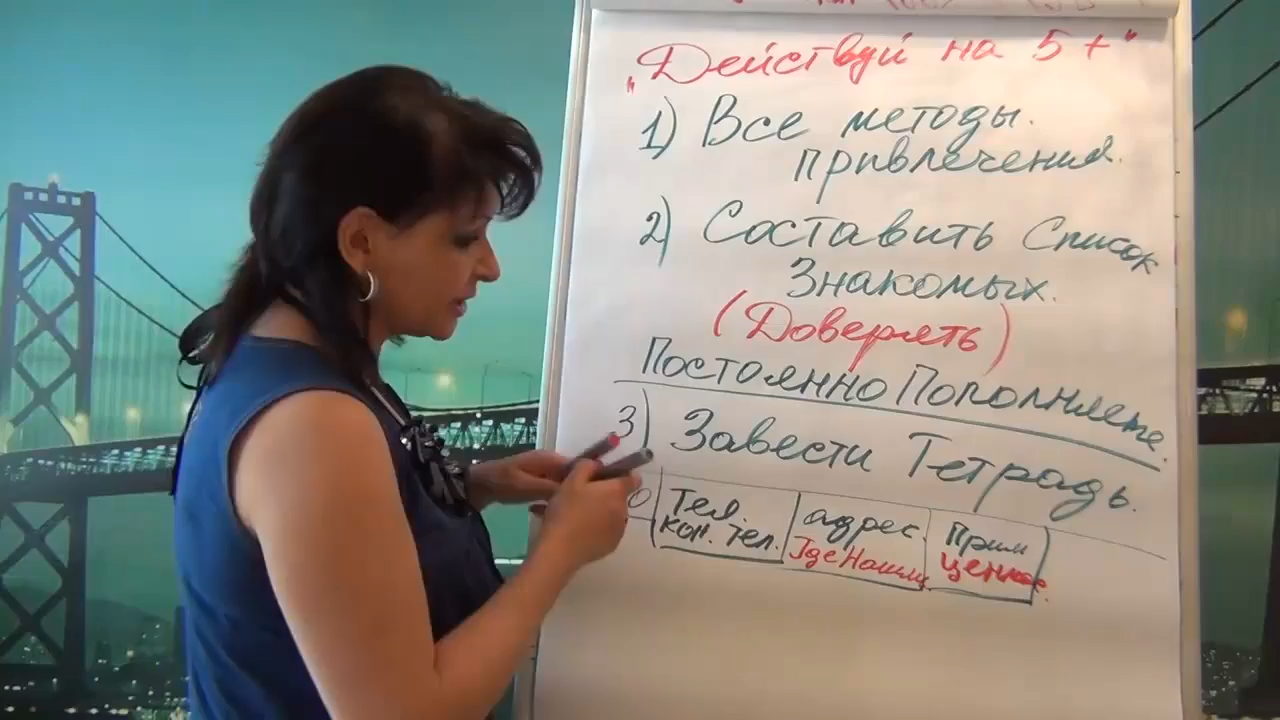 „Действуй на 5+"
1) Все методы.
привлечения.
2) Составить Список
Знакомых.
(Доверять)
Постоянно Пополняете.
3) Завести Тетрадь.
Тел. адрес. Прим
кон. тел. Где Нашли